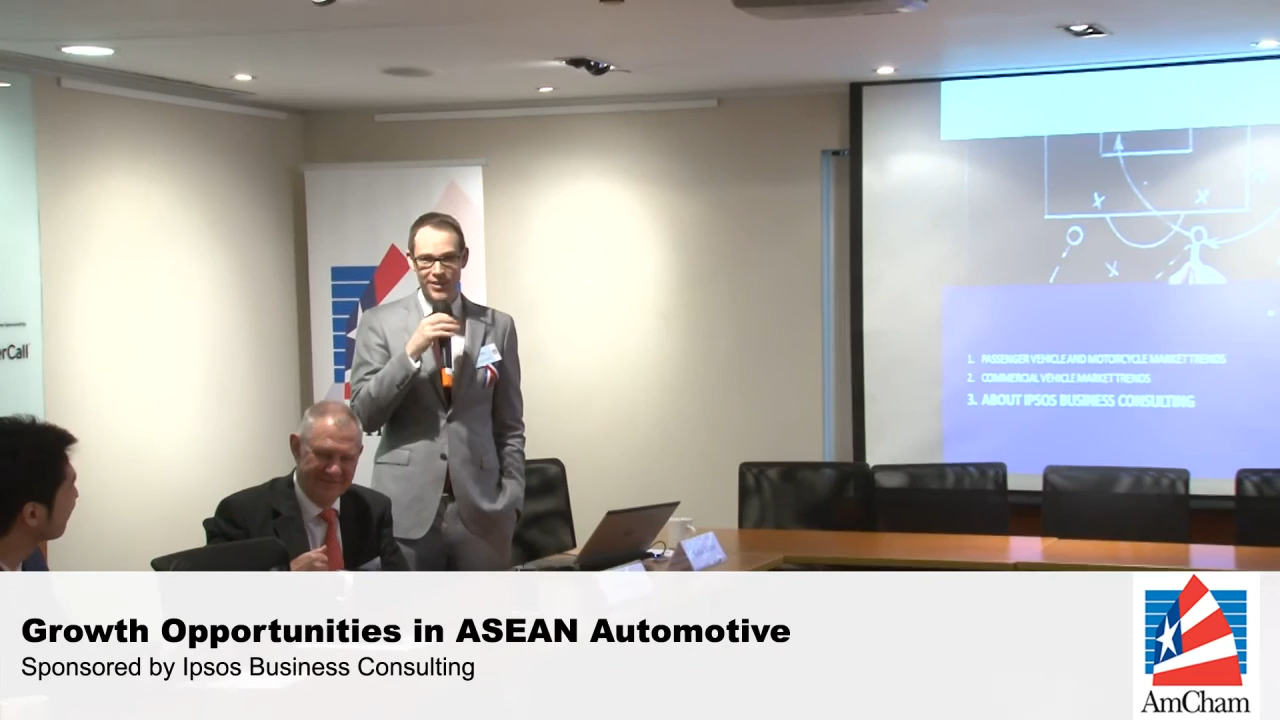 erCall
1. PASSENGER VEHICLE AND MOTORCYCLE MARKET TRENDS
2. COMMERCIAL VEHICLE MARKET TRENDS
3. ABOUT IPSOS BUSINESS CONSULTING
Growth Opportunities in ASEAN Automotive
Sponsored by Ipsos Business Consulting
AmCham